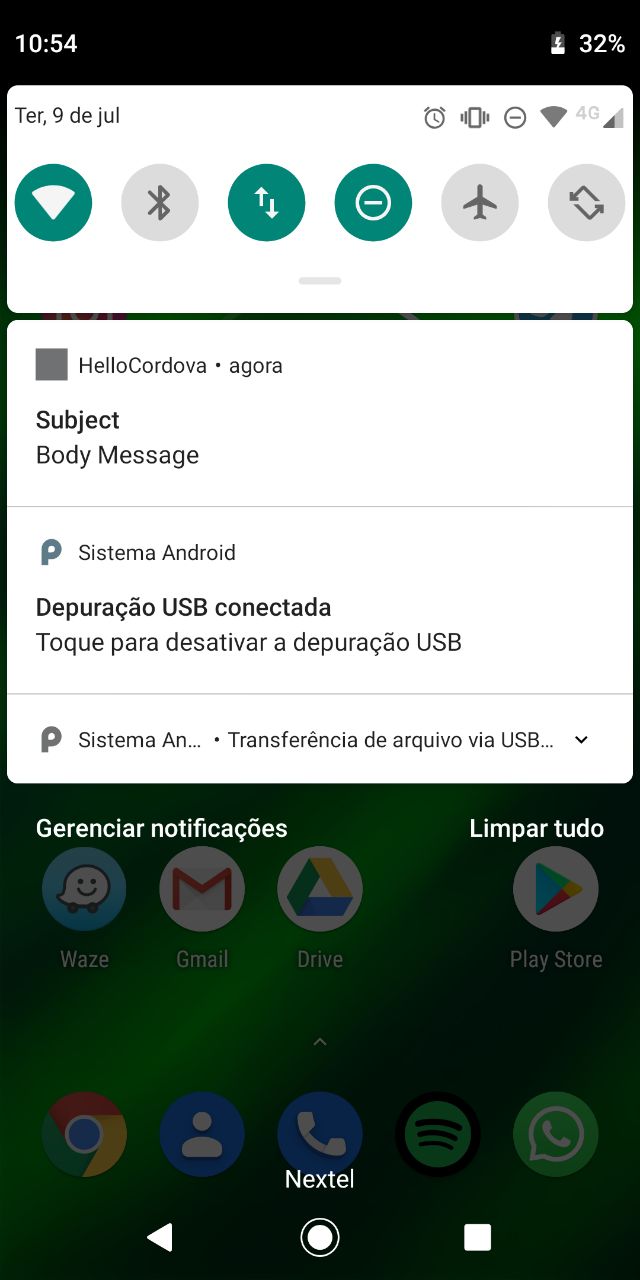 10:54
32%
Ter, 9 de jul
4G
HelloCordova • agora
Subject
Body Message
Sistema Android
Depuração USB conectada
Toque para desativar a depuração USB
Sistema An... • Transferência de arquivo via USB...
Gerenciar notificações
Limpar tudo
Waze
Gmail
Drive
Play Store
Nextel